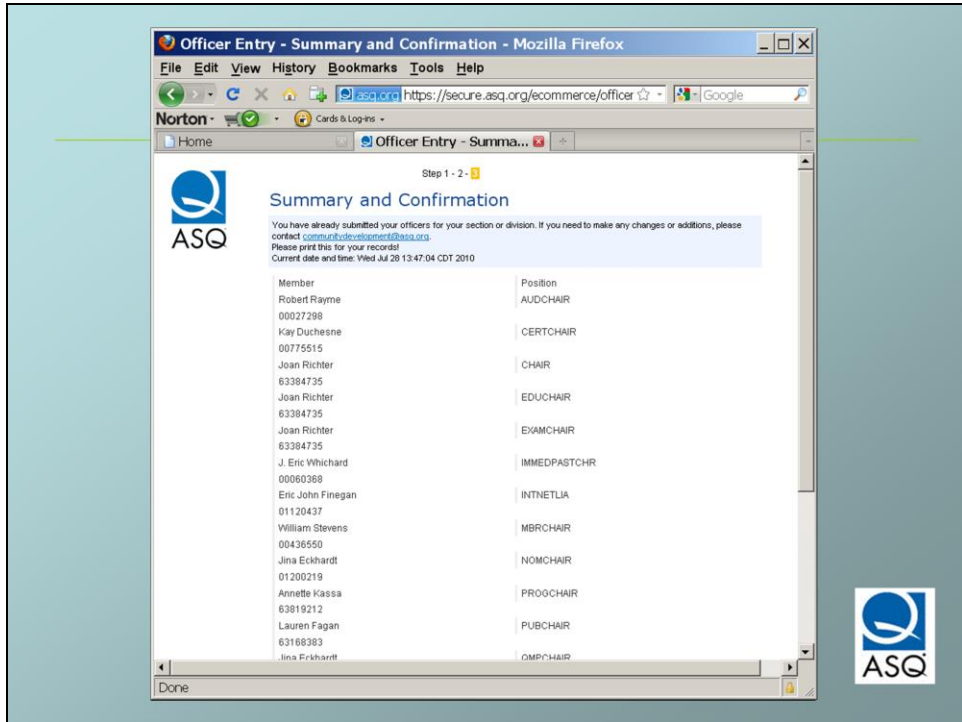 Officer Entry - Summary and Confirmation - Mozilla Firefox
File Edit View History Bookmarks Tools Help
asq.org https://secure.asq.org/ecommerce/officer Google
Norton - Cards & Log-ins
Home Officer Entry - Summa...
Step 1 - 2 - 3
Summary and Confirmation
ASQ
You have already submitted your officers for your section or division. If you need to make any changes or additions, please
contact communitydevelopment@asq.org.
Please print this for your records!
Current date and time: Wed Jul 28 13:47:04 CDT 2010
Member Position
Robert Rayme AUDCHAIR
00027298
Kay Duchesne CERTCHAIR
00775515
Joan Richter CHAIR
63384735
Joan Richter EDUCHAIR
63384735
Joan Richter EXAMCHAIR
63384735
J. Eric Whichard IMMEDPASTCHR
00060368
Eric John Finegan INTNETLIA
01120437
William Stevens MBRCHAIR
00436550
Jina Eckhardt NOMCHAIR
01200219
Annette Kassa PROGCHAIR
63819212
Lauren Fagan PUBCHAIR
63168383
Jina Eckhardt QMPCHAIR
Done
ASQ